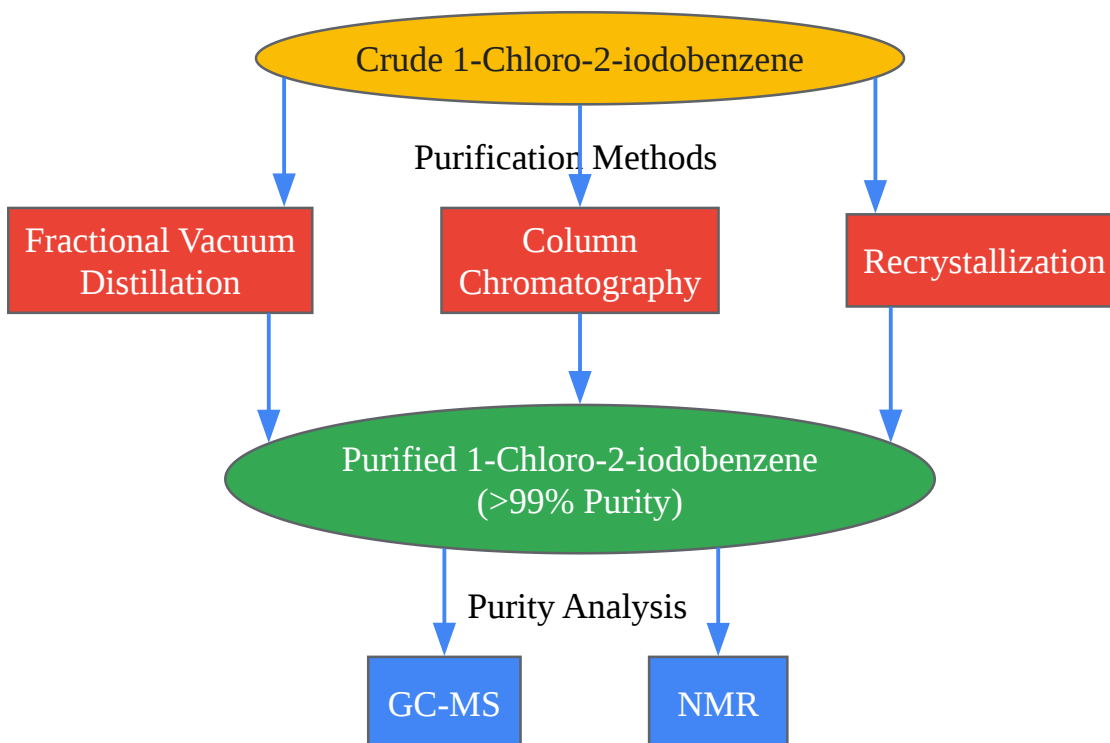 Crude 1-Chloro-2-iodobenzene
Purification Methods
Fractional Vacuum
Distillation
Column
Chromatography
Recrystallization
Purified 1-Chloro-2-iodobenzene
(>99% Purity)
Purity Analysis
GC-MS
NMR